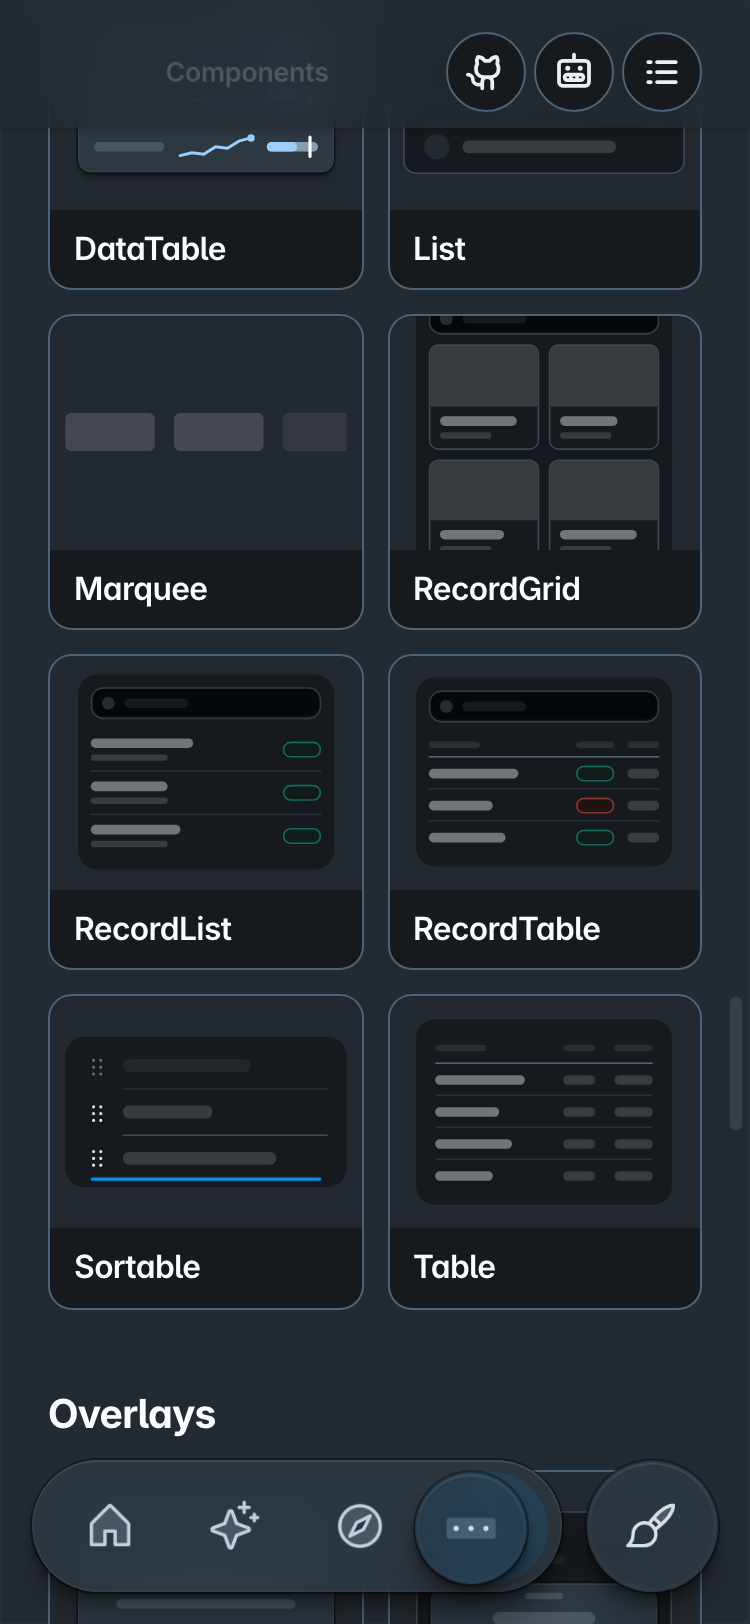 Components
DataTable
List
Marquee
RecordGrid
RecordList
RecordTable
Sortable
Table
Overlays